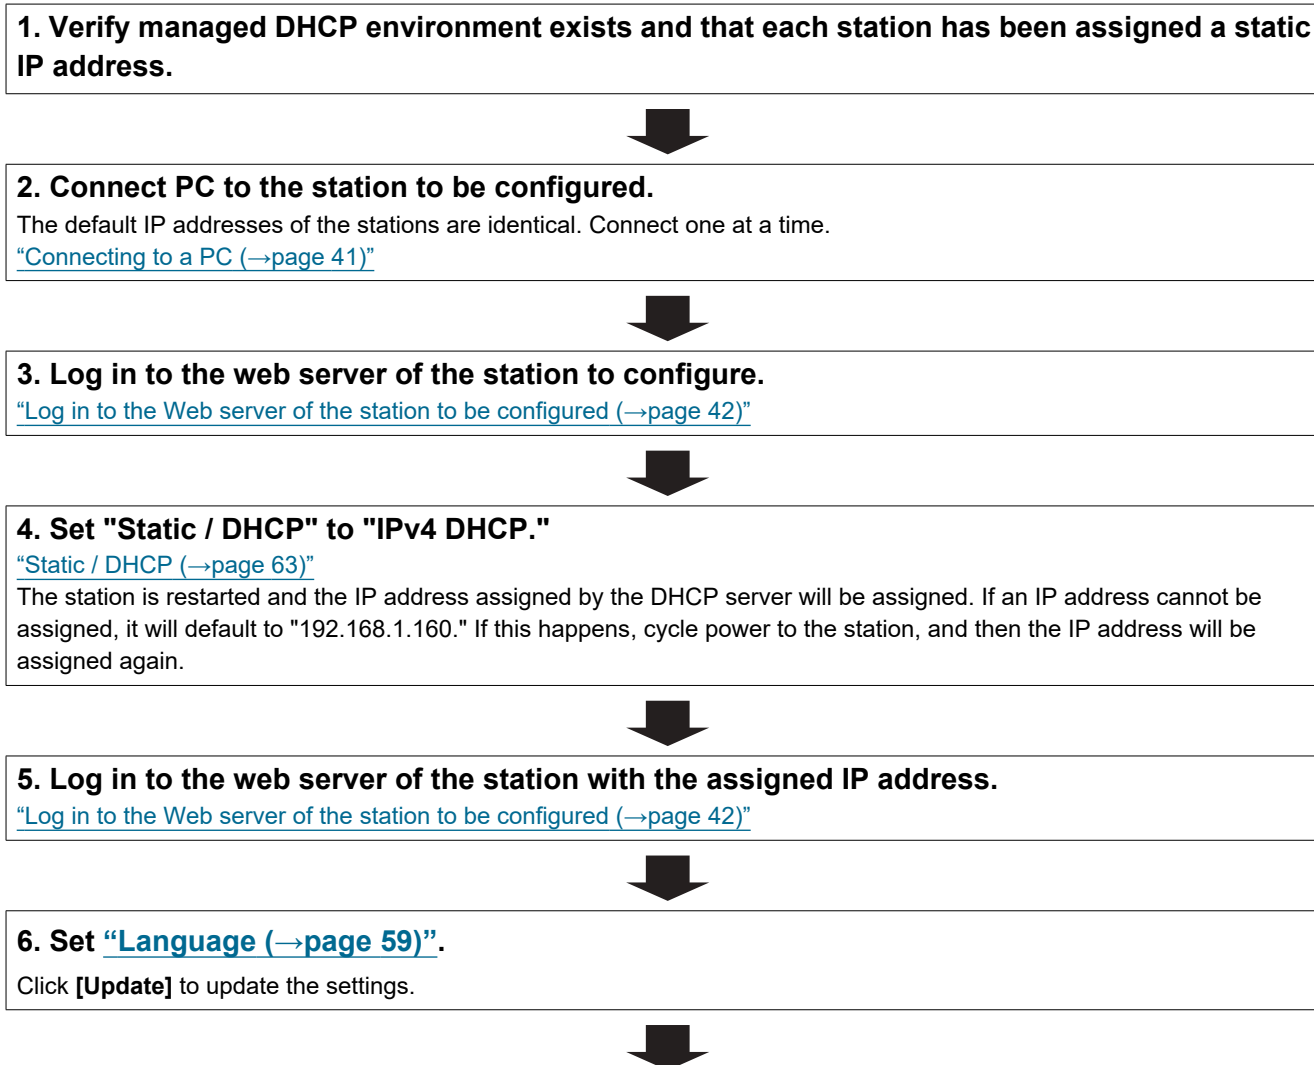 1. Verify managed DHCP environment exists and that each station has been assigned a static
IP address.
2. Connect PC to the station to be configured.
The default IP addresses of the stations are identical. Connect one at a time.
“Connecting to a PC (→page 41)”
3. Log in to the web server of the station to configure.
“Log in to the Web server of the station to be configured (→page 42)”
4. Set "Static / DHCP" to "IPv4 DHCP."
“Static / DHCP (→page 63)”
The station is restarted and the IP address assigned by the DHCP server will be assigned. If an IP address cannot be
assigned, it will default to "192.168.1.160." If this happens, cycle power to the station, and then the IP address will be
assigned again.
5. Log in to the web server of the station with the assigned IP address.
“Log in to the Web server of the station to be configured (→page 42)”
6. Set “Language (→page 59)”.
Click [Update] to update the settings.